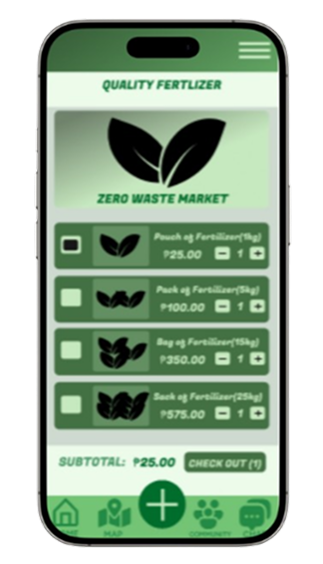 QUALITY FERTLIZER
ZERO WASTE MARKET
Pouch of Fertilizer(1kg)
₱25.00 − 1 +
Pack of Fertilizer(5kg)
₱100.00 − 1 +
Bag of Fertilizer(15kg)
₱350.00 − 1 +
Sack of Fertilizer(25kg)
₱575.00 − 1 +
SUBTOTAL: ₱25.00 CHECK OUT (1)
MAP COMMUNITY